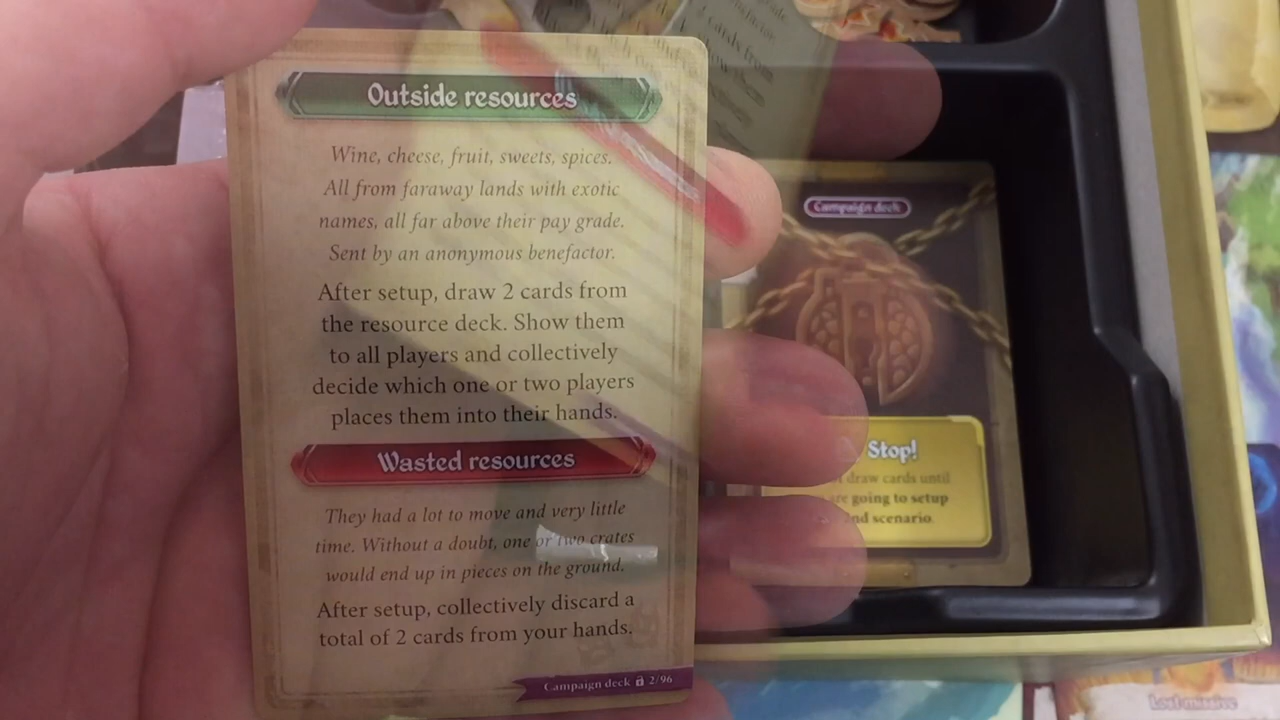 Outside resources
Wine, cheese, fruit, sweets, spices.
All from faraway lands with exotic
names, all far above their pay grade.
Sent by an anonymous benefactor.
After setup, draw 2 cards from
the resource deck. Show them
to all players and collectively
decide which one or two players
places them into their hands.
Wasted resources
They had a lot to move and very little
time. Without a doubt, one or two crates
would end up in pieces on the ground.
After setup, collectively discard a
total of 2 cards from your hands.
Campaign deck 2/96
Campaign deck
Stop!
draw cards until
are going to setup
scenario.
Lost missive